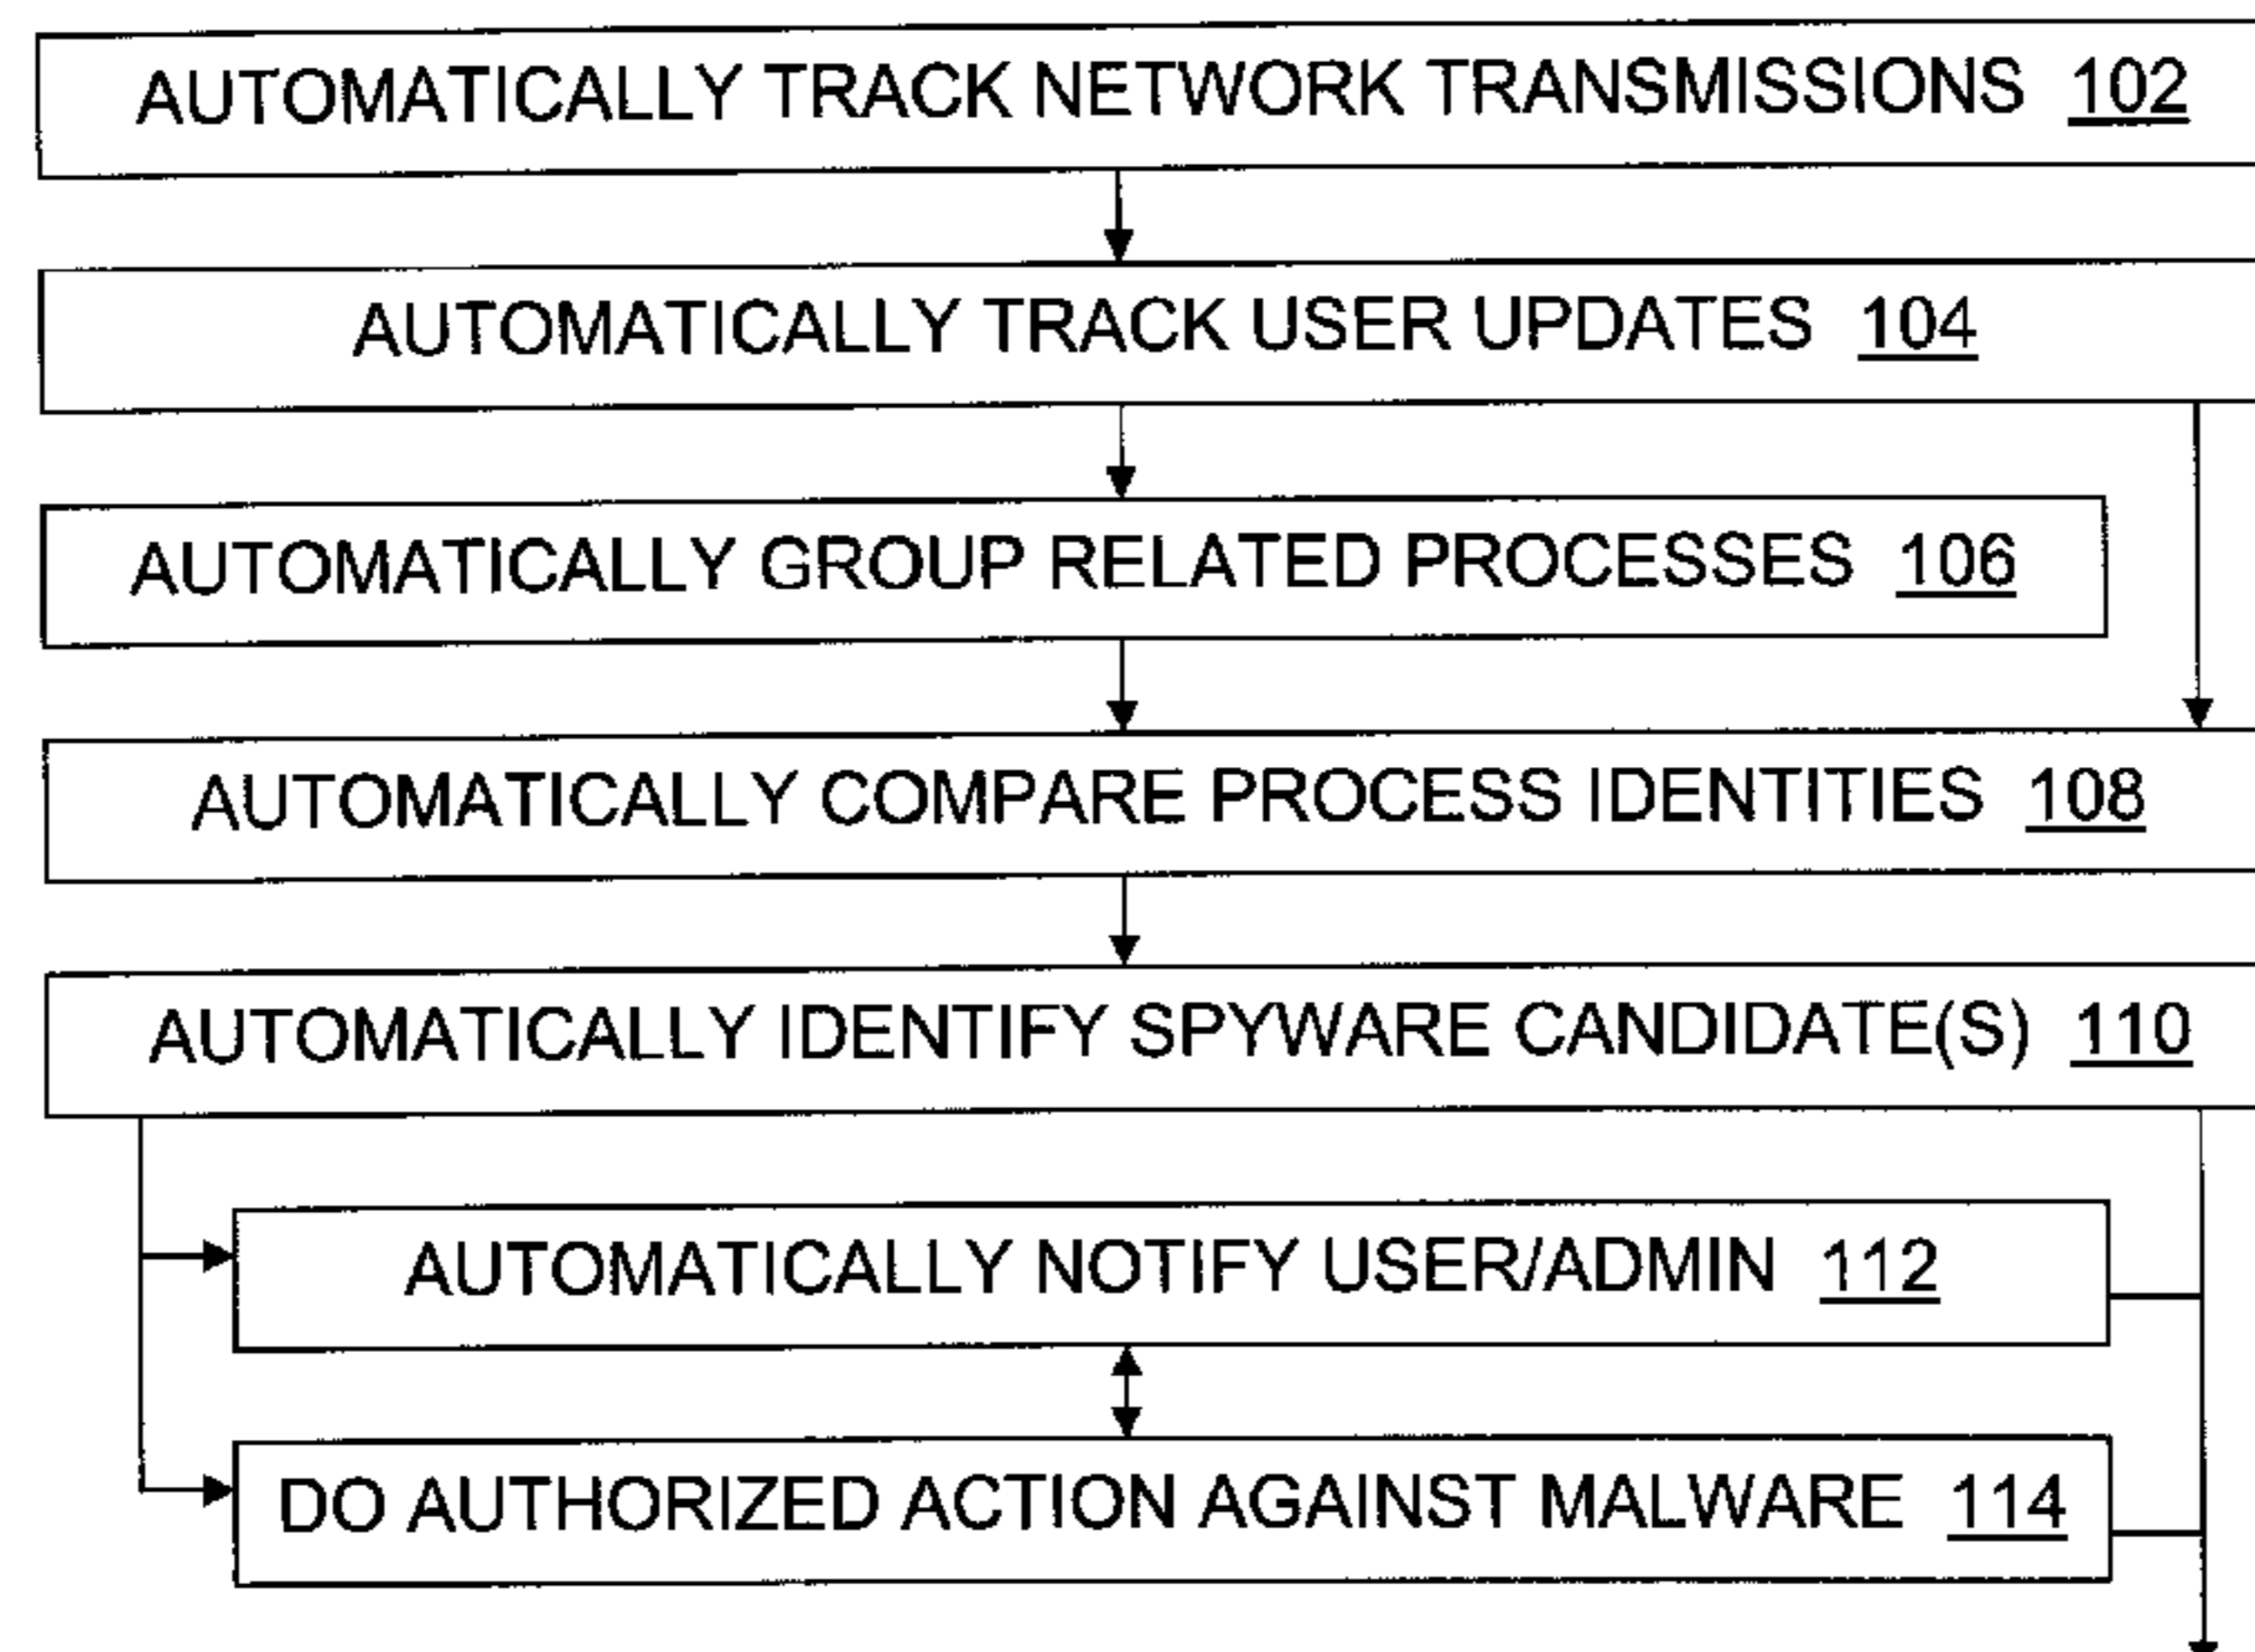 AUTOMATICALLY TRACK NETWORK TRANSMISSIONS 102
AUTOMATICALLY TRACK USER UPDATES 104
AUTOMATICALLY GROUP RELATED PROCESSES 106
AUTOMATICALLY COMPARE PROCESS IDENTITIES 108
AUTOMATICALLY IDENTIFY SPYWARE CANDIDATE(S) 110
AUTOMATICALLY NOTIFY USER/ADMIN 112
DO AUTHORIZED ACTION AGAINST MALWARE 114